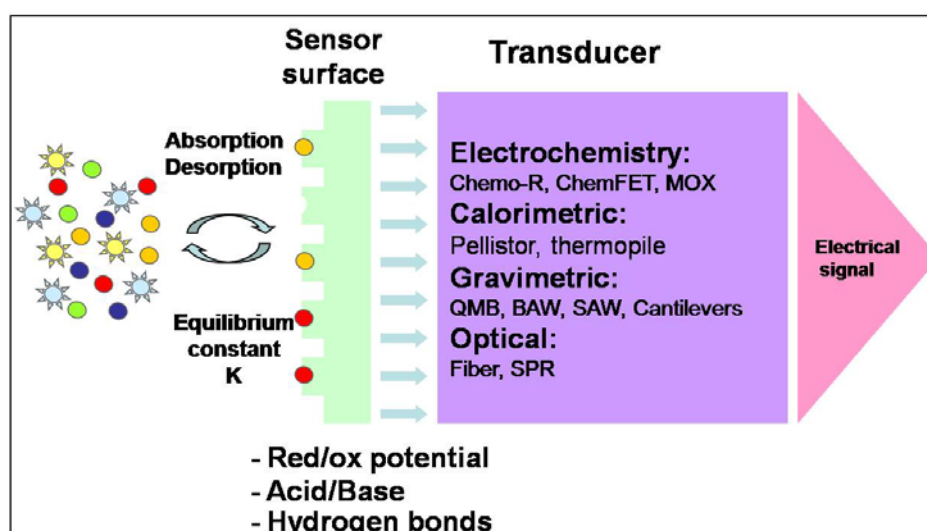 Sensor
surface
Transducer
Absorption
Desorption
Equilibrium
constant
K
Electrochemistry:
Chemo-R, ChemFET, MOX
Calorimetric:
Pellistor, thermopile
Gravimetric:
QMB, BAW, SAW, Cantilevers
Optical:
Fiber, SPR
Electrical
signal
- Red/ox potential
- Acid/Base
- Hydrogen bonds